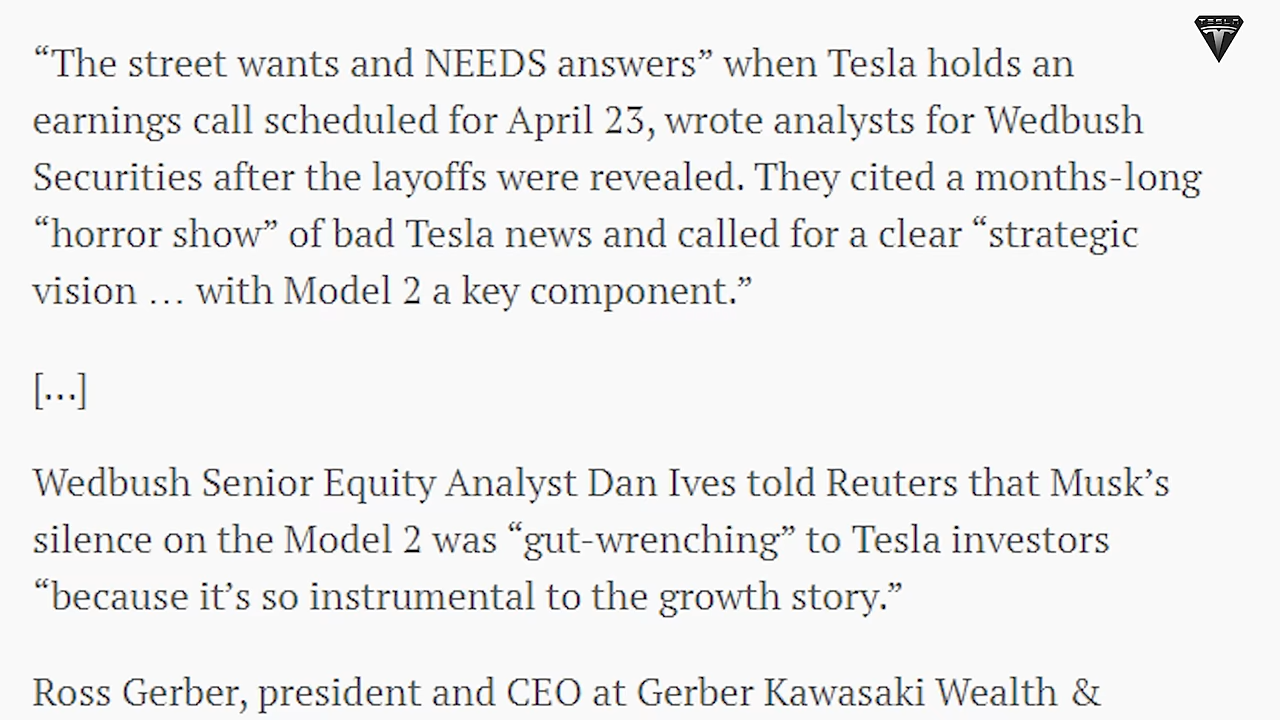 TESLA
“The street wants and NEEDS answers” when Tesla holds an
earnings call scheduled for April 23, wrote analysts for Wedbush
Securities after the layoffs were revealed. They cited a months-long
“horror show” of bad Tesla news and called for a clear “strategic
vision … with Model 2 a key component.”
[…]
Wedbush Senior Equity Analyst Dan Ives told Reuters that Musk’s
silence on the Model 2 was “gut-wrenching” to Tesla investors
“because it’s so instrumental to the growth story.”
Ross Gerber, president and CEO at Gerber Kawasaki Wealth &